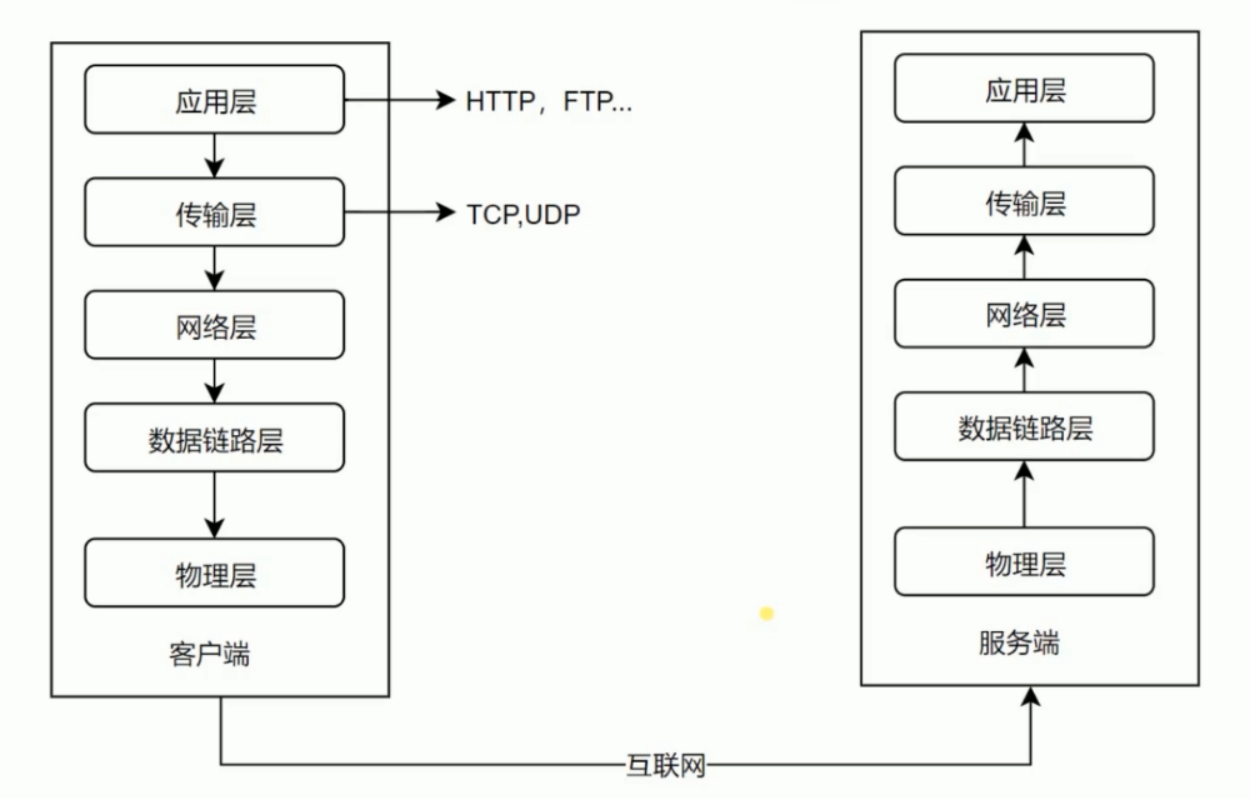 应用层
HTTP，FTP...
传输层
TCP,UDP
网络层
数据链路层
物理层
客户端
应用层
传输层
网络层
数据链路层
物理层
服务端
互联网